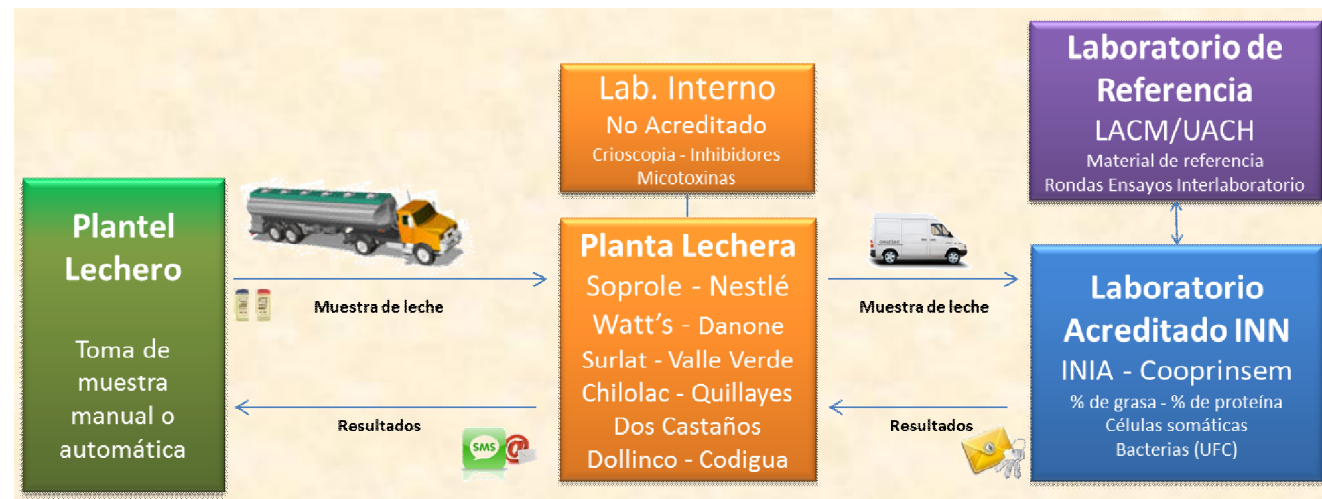 Plantel
Lechero
Toma de
muestra
manual o
automática
Muestra de leche
Resultados
SMS
Lab. Interno
No Acreditado
Crioscopia - Inhibidores
Micotoxinas
Planta Lechera
Soprole - Nestlé
Watt's - Danone
Surlat - Valle Verde
Chilolac - Quillayes
Dos Castaños
Dollinco - Codigua
Muestra de leche
Resultados
Laboratorio de
Referencia
LACM/UACH
Material de referencia
Rondas Ensayos Interlaboratorio
Laboratorio
Acreditado INN
INIA - Cooprinsem
% de grasa - % de proteína
Células somáticas
Bacterias (UFC)